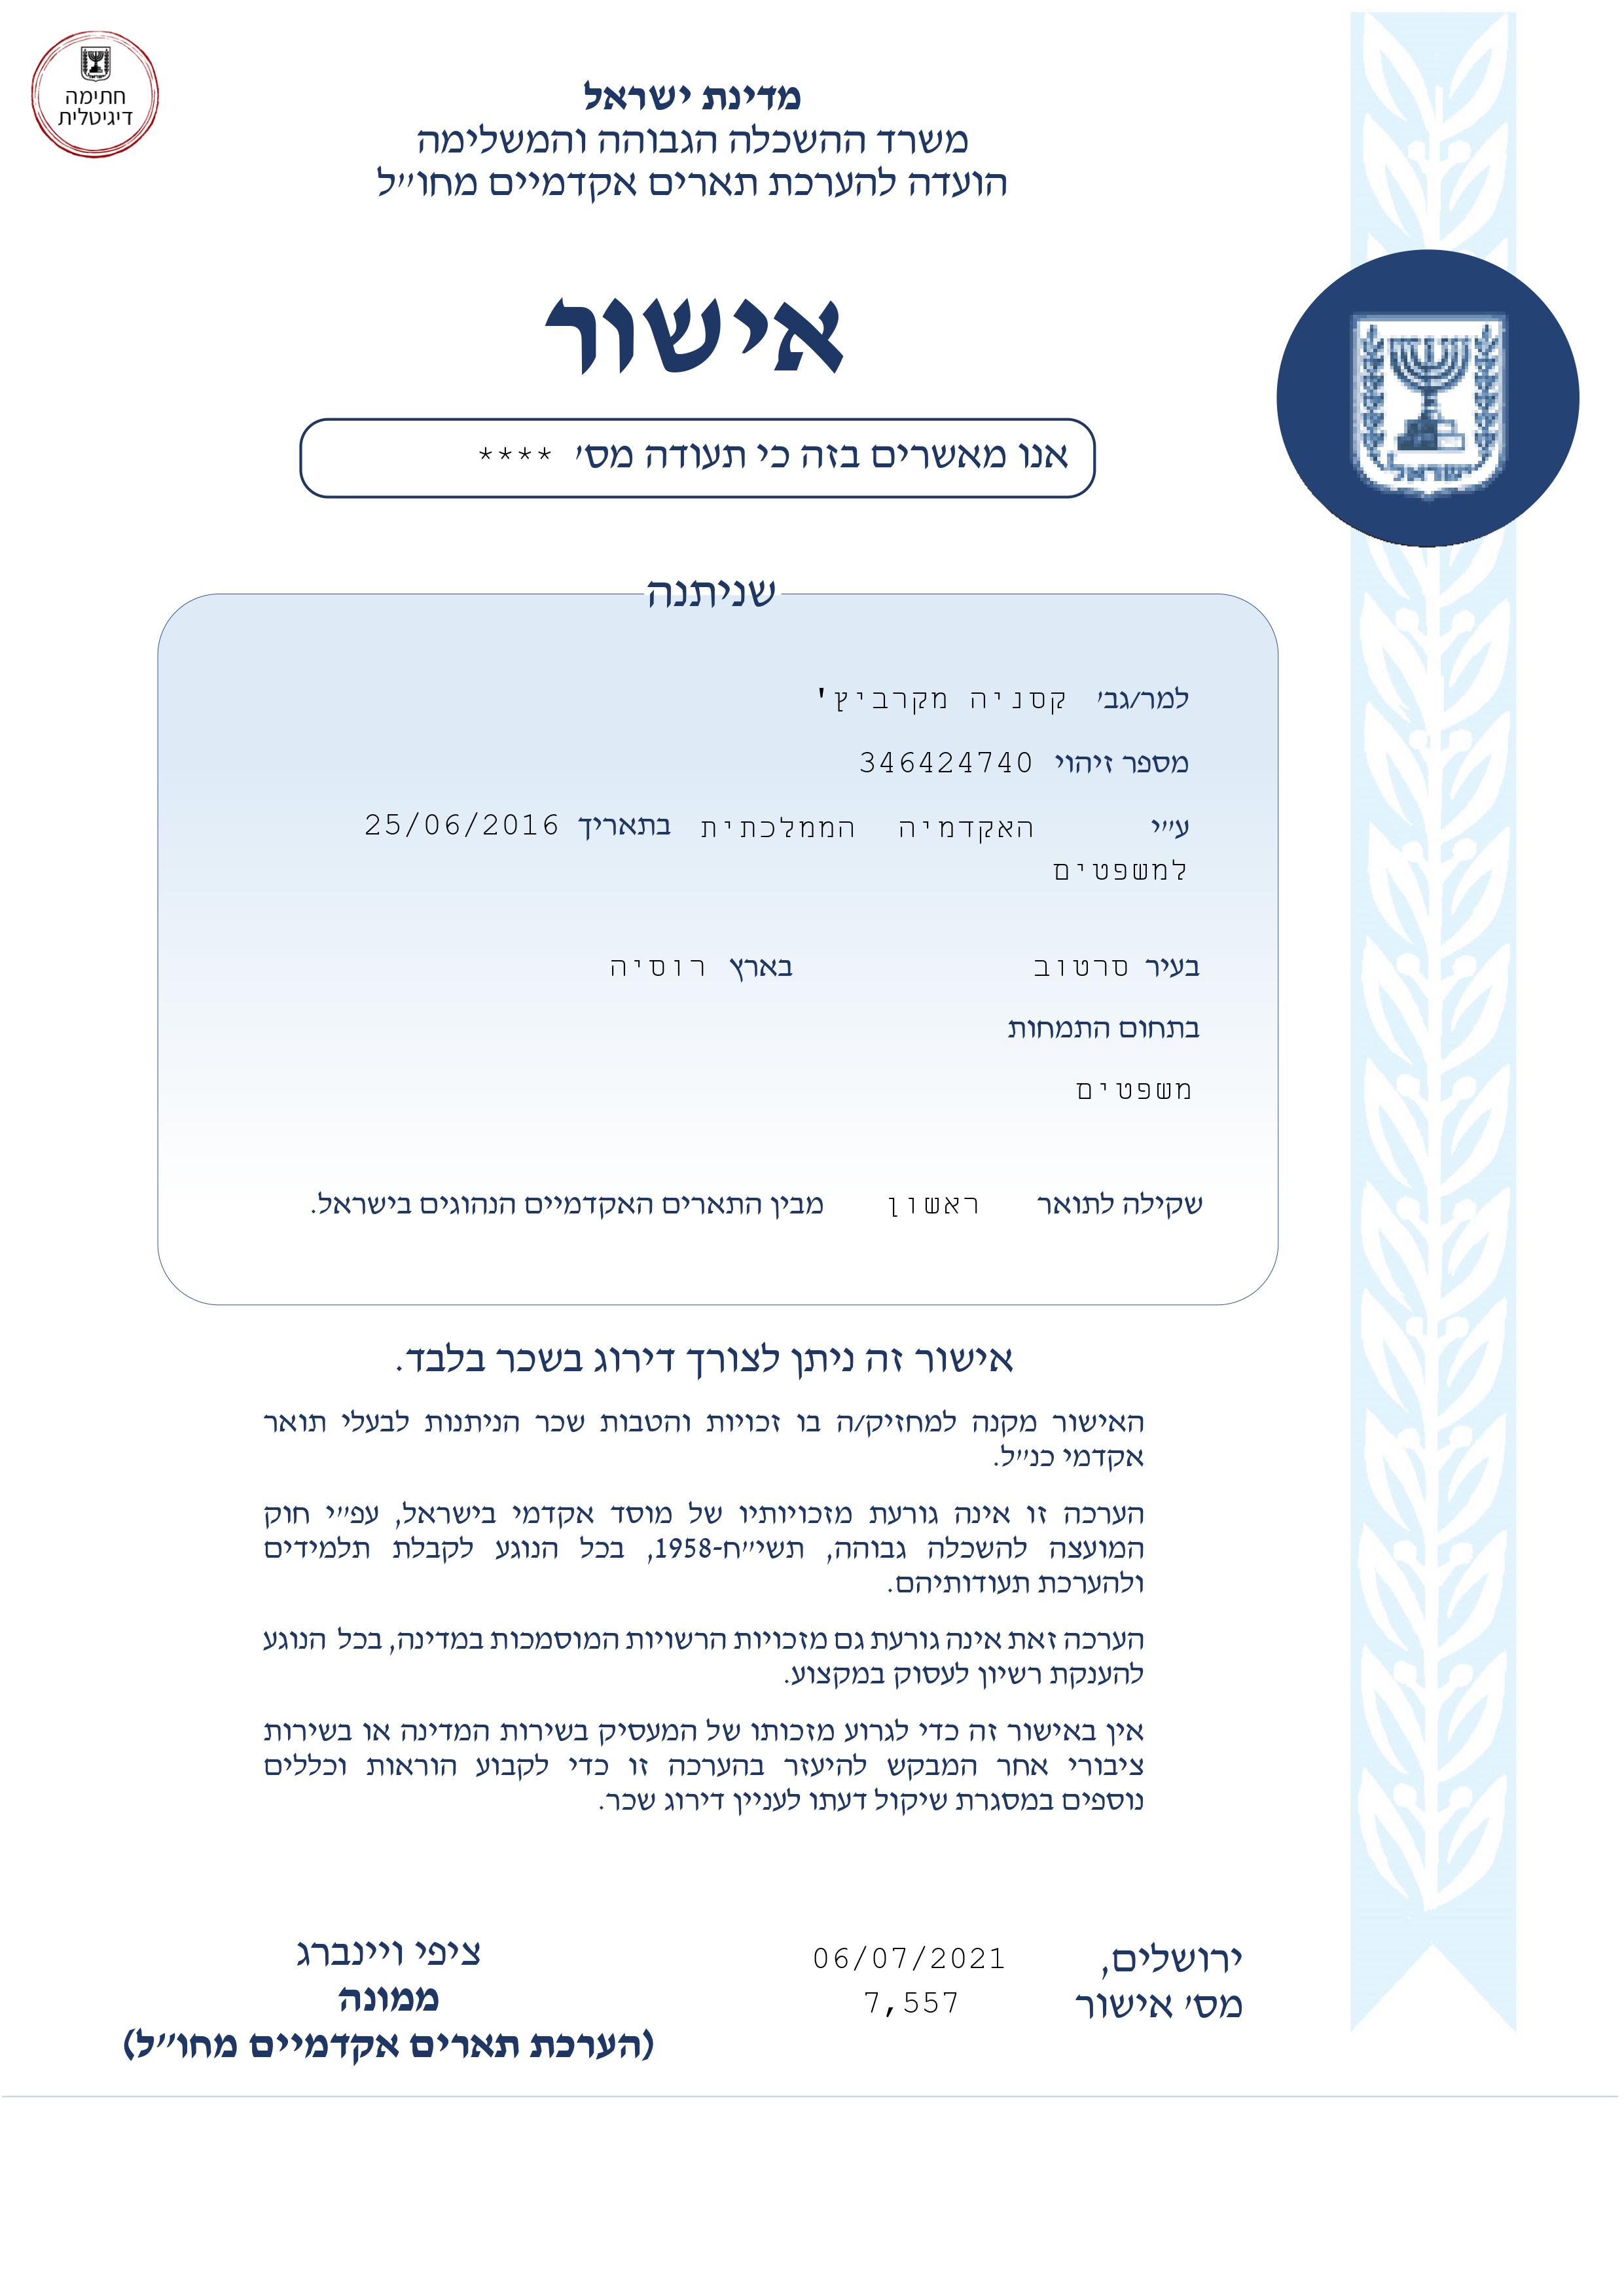 חתימה
דיגיטלית
מדינת ישראל
משרד ההשכלה הגבוהה והמשלימה
הועדה להערכת תארים אקדמיים מחו״ל
אישור
אנו מאשרים בזה כי תעודה מס׳ ****
ישראל
שניתנה
למר/גב׳ קסניה מקרביץ'
מספר זיהוי 346424740
ע״י האקדמיה הממלכתית בתאריך 25/06/2016
למשפטים
בעיר סרטוב בארץ רוסיה
בתחום התמחות
משפטים
שקילה לתואר ראשון מבין התארים האקדמיים הנהוגים בישראל.
אישור זה ניתן לצורך דירוג בשכר בלבד.
האישור מקנה למחזיק/ה בו זכויות והטבות שכר הניתנות לבעלי תואר
אקדמי כנ״ל.
הערכה זו אינה גורעת מזכויותיו של מוסד אקדמי בישראל, עפ״י חוק
המועצה להשכלה גבוהה, תשי״ח-1958, בכל הנוגע לקבלת תלמידים
ולהערכת תעודותיהם.
הערכה זאת אינה גורעת גם מזכויות הרשויות המוסמכות במדינה, בכל הנוגע
להענקת רשיון לעסוק במקצוע.
אין באישור זה כדי לגרוע מזכותו של המעסיק בשירות המדינה או בשירות
ציבורי אחר המבקש להיעזר בהערכה זו כדי לקבוע הוראות וכללים
נוספים במסגרת שיקול דעתו לעניין דירוג שכר.
ירושלים, 06/07/2021
מס׳ אישור 7,557
ציפי ויינברג
ממונה
(הערכת תארים אקדמיים מחו״ל)